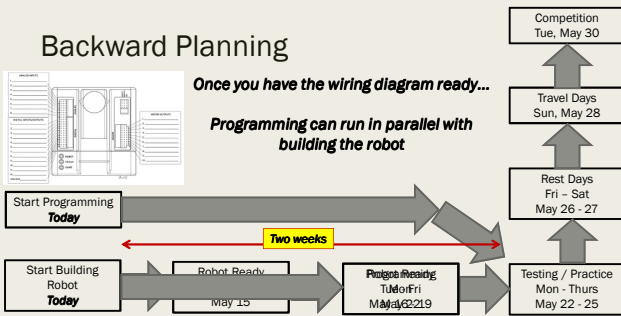 Backward Planning
Competition
Tue, May 30
Once you have the wiring diagram ready...
Programming can run in parallel with
building the robot
Travel Days
Sun, May 28
Rest Days
Fri – Sat
May 26 - 27
Start Programming
Today
Two weeks
Start Building
Robot
Today
Robot Ready
May 15
Testing / Practice
Mon - Thurs
May 22 - 25